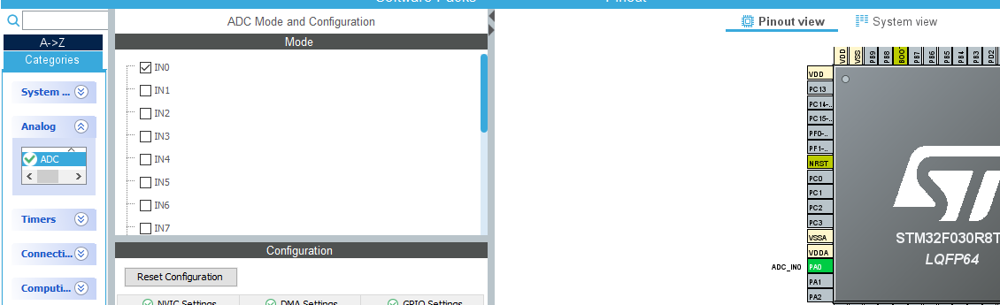 Software Packs
Pinout
A->Z
Categories
System ...
Analog
ADC
Timers
Connecti...
Computi...
ADC Mode and Configuration
Mode
IN0
IN1
IN2
IN3
IN4
IN5
IN6
IN7
Configuration
Reset Configuration
NVIC Settings
DMA Settings
GPIO Settings
Pinout view
System view
VDD
VSS
PB9
PB8
BOOT
PB7
PB6
PB5
PB4
PB3
PD2
VDD
PC13
PC14-..
PC15-..
PF0-..
PF1-..
NRST
PC0
PC1
PC2
PC3
VSSA
VDDA
ADC_IN0
PA0
PA1
PA2
ST
STM32F030R8T
LQFP64